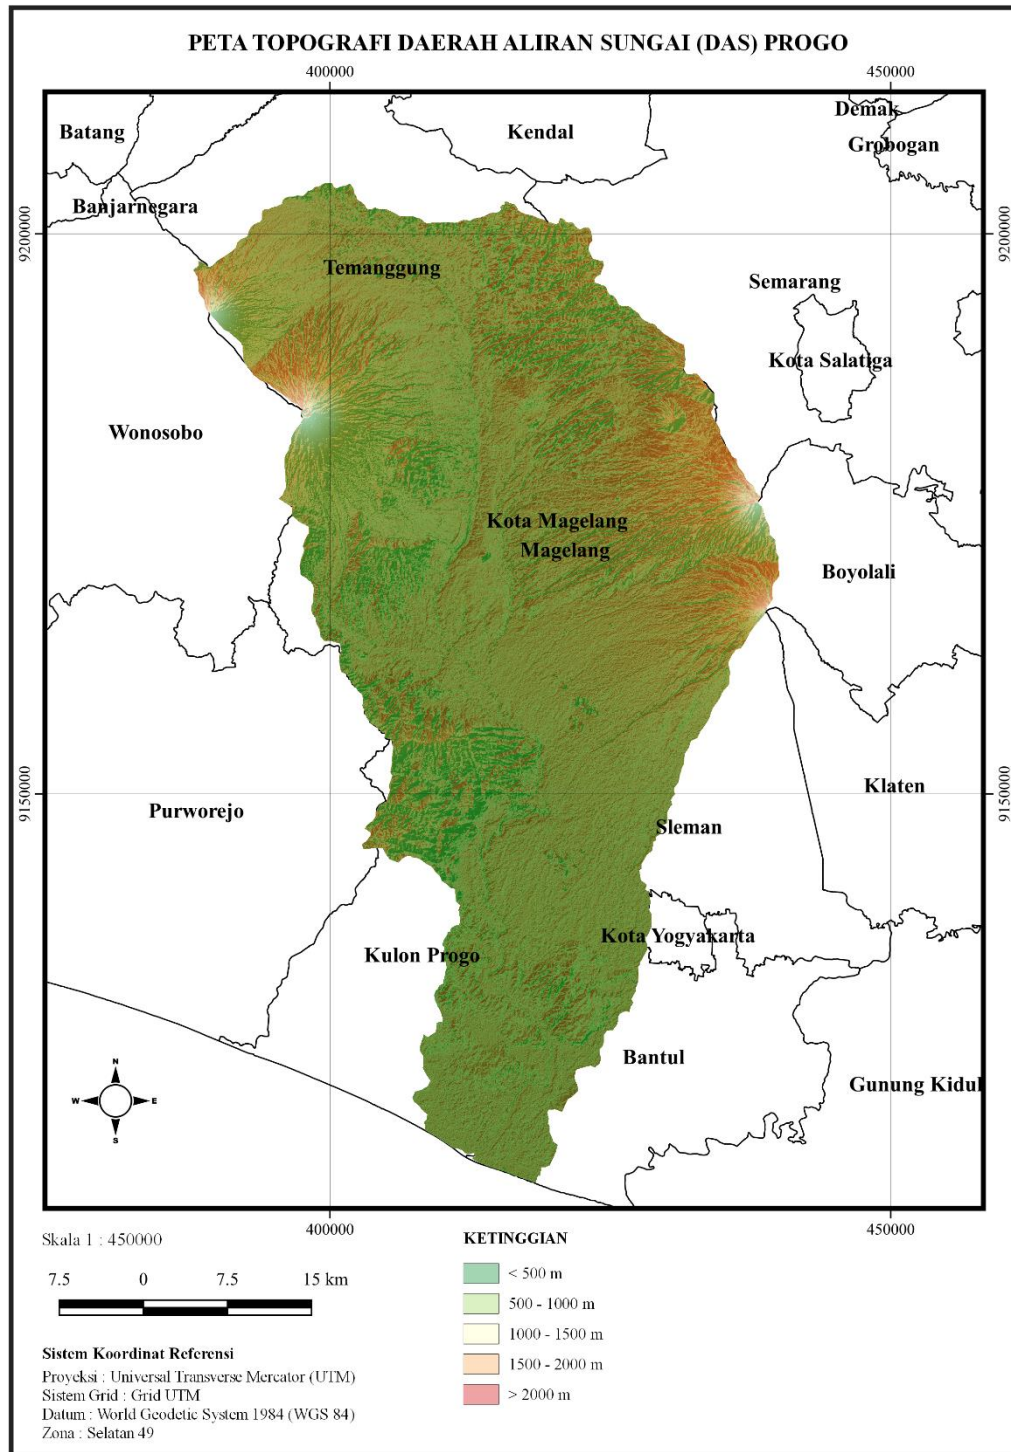 PETA TOPOGRAFI DAERAH ALIRAN SUNGAI (DAS) PROGO
400000
450000
Demak
Batang
Kendal
Grobogan
Banjarnegara
9200000
9200000
Temanggung
Semarang
Kota Salatiga
Wonosobo
Kota Magelang
Magelang
Boyolali
9150000
9150000
Klaten
Purworejo
Sleman
Kota Yogyakarta
Kulon Progo
Bantul
Gunung Kidul
N
W
E
S
400000
450000
Skala 1 : 450000
7.5 0 7.5 15 km
Sistem Koordinat Referensi
Proyeksi : Universal Transverse Mercator (UTM)
Sistem Grid : Grid UTM
Datum : World Geodetic System 1984 (WGS 84)
Zona : Selatan 49
KETINGGIAN
< 500 m
500 - 1000 m
1000 - 1500 m
1500 - 2000 m
> 2000 m